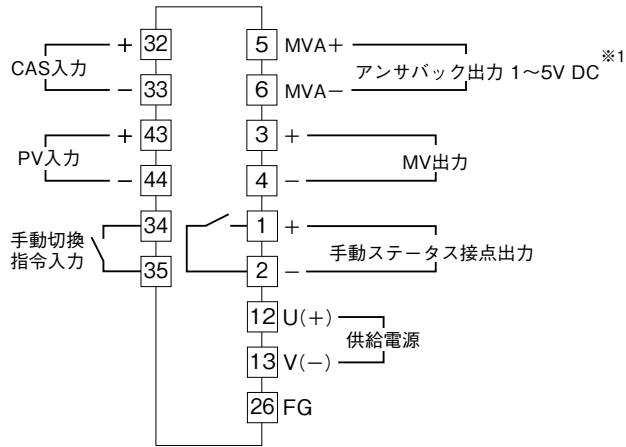 CAS入力
+ 32
− 33
PV入力
+ 43
− 44
手動切換
指令入力
34
35
5 MVA+
6 MVA−
アンサバック出力 1〜5V DC※1
3 +
4 −
MV出力
1 +
2 −
手動ステータス接点出力
12 U(+)
13 V(−)
供給電源
26 FG